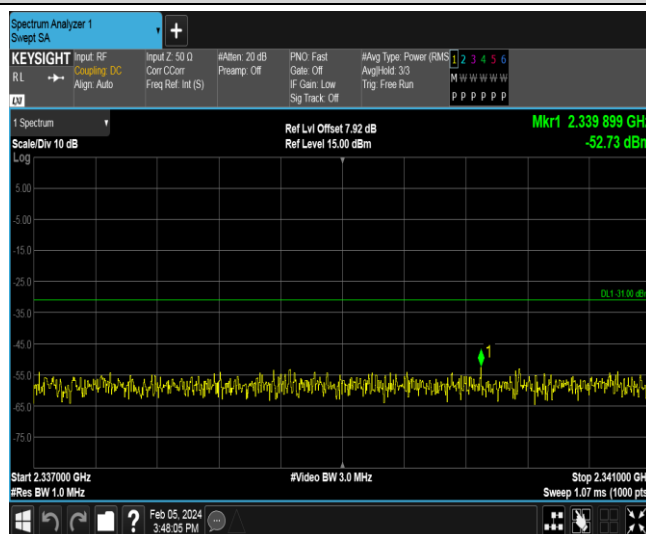 Spectrum Analyzer 1
Swept SA
+
KEYSIGHT
RL
LXI
Input: RF
Coupling: DC
Align: Auto
Input Z: 50 Ω
Corr CCorr
Freq Ref: Int (S)
#Atten: 20 dB
Preamp: Off
PNO: Fast
Gate: Off
IF Gain: Low
Sig Track: Off
#Avg Type: Power (RMS
Avg|Hold: 3/3
Trig: Free Run
1 2 3 4 5 6
M W W W W W
P P P P P P
1 Spectrum
Scale/Div 10 dB
Log
Ref Lvl Offset 7.92 dB
Ref Level 15.00 dBm
Mkr1 2.339 899 GHz
-52.73 dBm
5.00
-5.00
-15.0
-25.0
DL1 -31.00 dBm
-35.0
-45.0
1
-55.0
-65.0
-75.0
Start 2.337000 GHz
#Res BW 1.0 MHz
#Video BW 3.0 MHz
Stop 2.341000 GHz
Sweep 1.07 ms (1000 pts)
?
Feb 05, 2024
3:48:05 PM